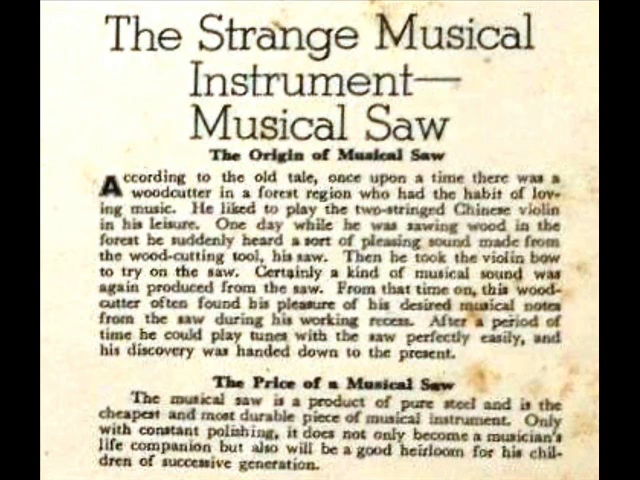 The Strange Musical
Instrument—
Musical Saw
The Origin of Musical Saw
According to the old tale, once upon a time there was a
woodcutter in a forest region who had the habit of lov-
ing music. He liked to play the two-stringed Chinese violin
in his leisure. One day while he was sawing wood in the
forest he suddenly heard a sort of pleasing sound made from
the wood-cutting tool, his saw. Then he took the violin bow
to try on the saw. Certainly a kind of musical sound was
again produced from the saw. From that time on, this wood-
cutter often found his pleasure of his desired musical notes
from the saw during his working recess. After a period of
time he could play tunes with the saw perfectly easily, and
his discovery was handed down to the present.
The Price of a Musical Saw
The musical saw is a product of pure steel and is the
cheapest and most durable piece of musical instrument. Only
with constant polishing, it does not only become a musician's
life companion but also will be a good heirloom for his chil-
dren of successive generation.